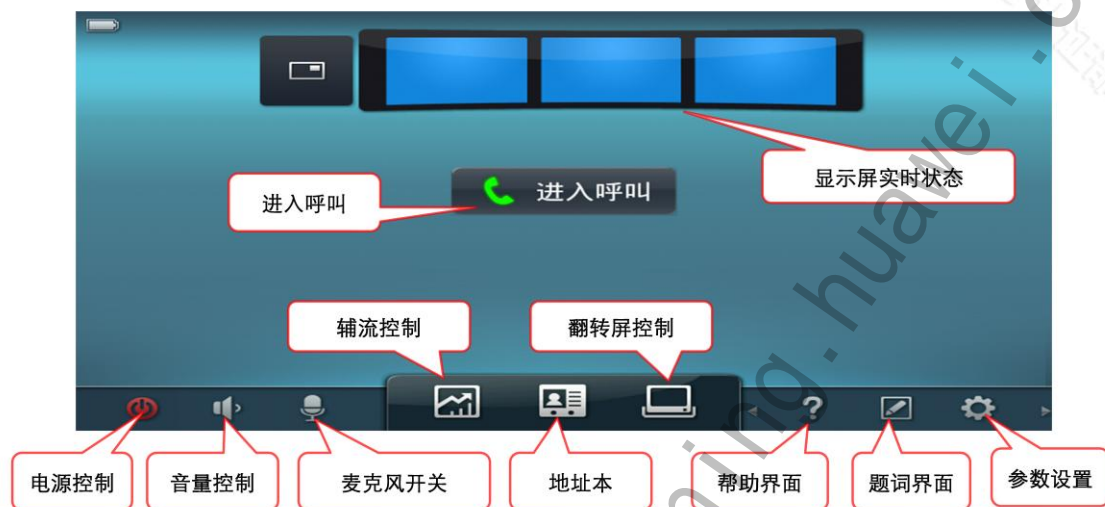 显示屏实时状态
进入呼叫
进入呼叫
辅流控制
翻转屏控制
?
电源控制
音量控制
麦克风开关
地址本
帮助界面
题词界面
参数设置
ning.huawei.